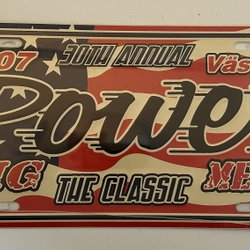 07 30TH ANNUAL Väs
Power
IG THE CLASSIC ME